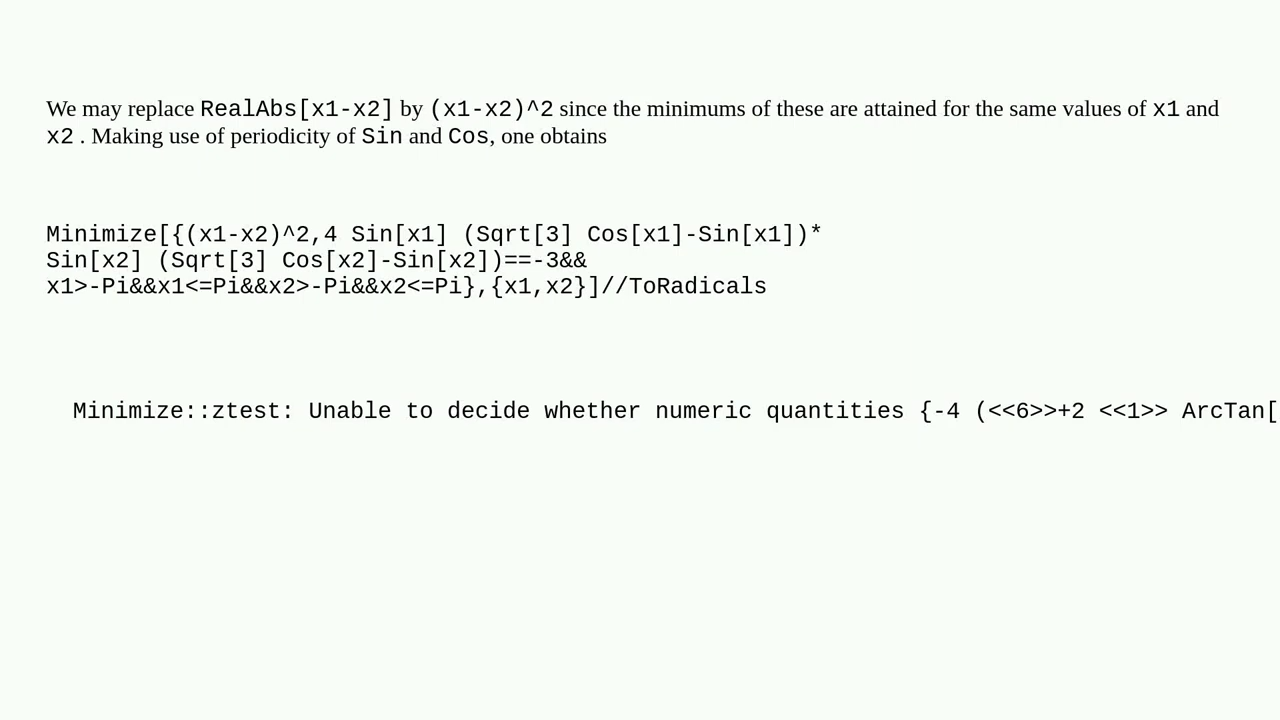 We may replace RealAbs[x1-x2] by (x1-x2)^2 since the minimums of these are attained for the same values of x1 and
x2 . Making use of periodicity of Sin and Cos, one obtains
Minimize[{(x1-x2)^2,4 Sin[x1] (Sqrt[3] Cos[x1]-Sin[x1])*
Sin[x2] (Sqrt[3] Cos[x2]-Sin[x2])==-3&&
x1>-Pi&&x1<=Pi&&x2>-Pi&&x2<=Pi},{x1,x2}]//ToRadicals
Minimize::ztest: Unable to decide whether numeric quantities {-4 (<<6>>+2 <<1>> ArcTan[